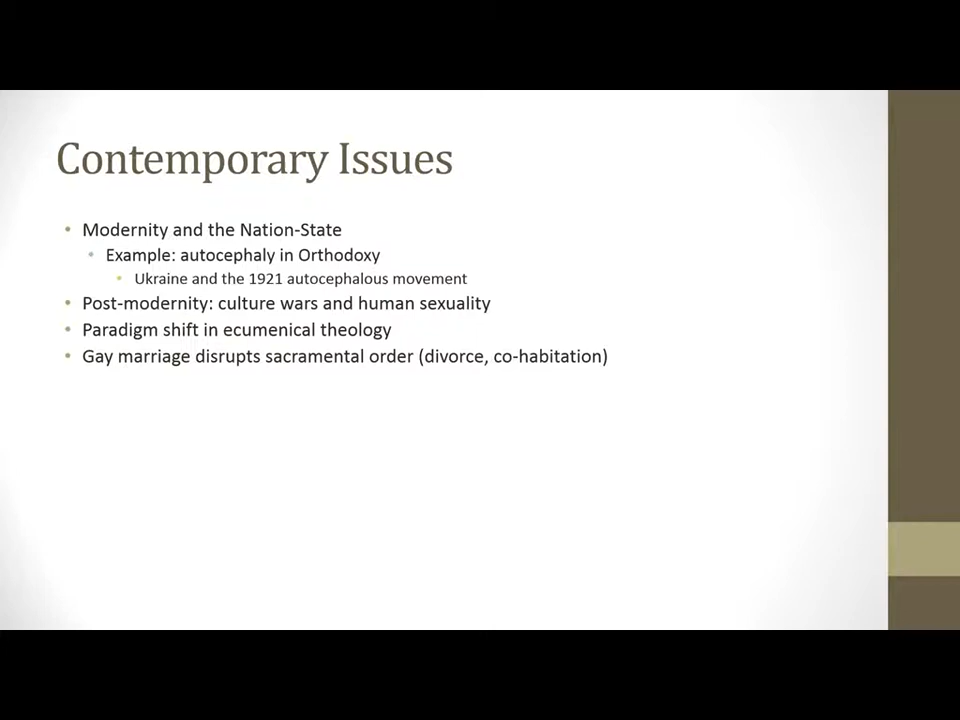 Contemporary Issues
• Modernity and the Nation-State
• Example: autocephaly in Orthodoxy
• Ukraine and the 1921 autocephalous movement
• Post-modernity: culture wars and human sexuality
• Paradigm shift in ecumenical theology
• Gay marriage disrupts sacramental order (divorce, co-habitation)